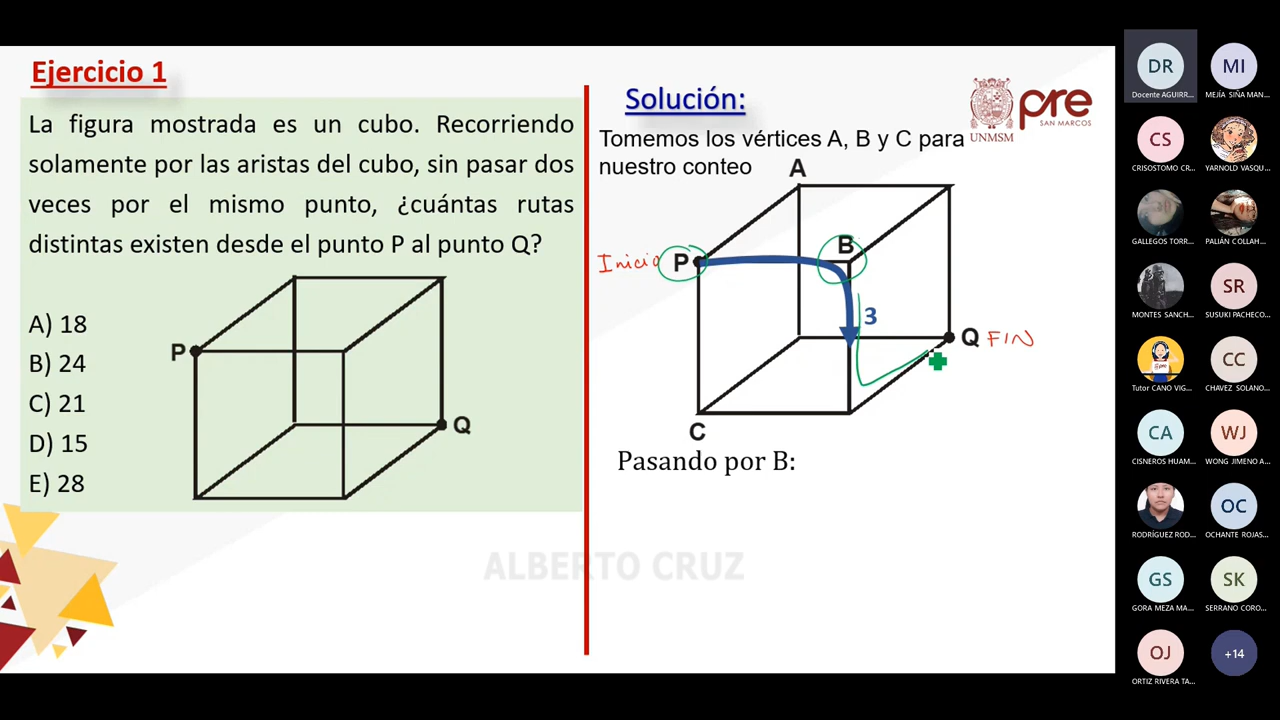 Ejercicio 1
La figura mostrada es un cubo. Recorriendo
solamente por las aristas del cubo, sin pasar dos
veces por el mismo punto, ¿cuántas rutas
distintas existen desde el punto P al punto Q?
A) 18
B) 24
C) 21
D) 15
E) 28
P
Q
Solución:
UNMSM
pre
SAN MARCOS
Tomemos los vértices A, B y C para
nuestro conteo
A
Inicio
P
B
3
Q
FIN
C
Pasando por B:
ALBERTO CRUZ
DR
Docente AGUIRR...
MI
MEJÍA SIÑA MAN...
CS
CRISOSTOMO CR...
YARNOLD VASQU...
GALLEGOS TORR...
PALIÁN COLLAH...
MONTES SANCH...
SR
SUSUKI PACHECO...
Tutor CANO VIG...
CC
CHAVEZ SOLANO...
CA
CISNEROS HUAM...
WJ
WONG JIMENO A...
RODRÍGUEZ ROD...
OC
OCHANTE ROJAS...
GS
GORA MEZA MA...
SK
SERRANO CORO...
OJ
ORTIZ RIVERA TA...
+14